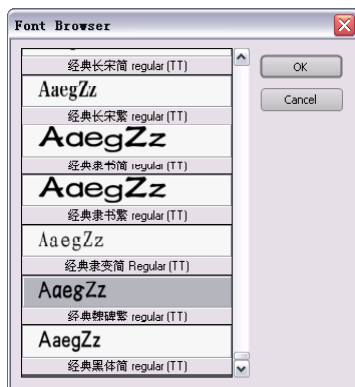 Font Browser
经典长宋简 regular (TT)
AaegZz
经典长宋繁 regular (TT)
AaegZz
经典隶书简 regular (TT)
AaegZz
经典隶书繁 regular (TT)
AaegZz
经典隶变简 Regular (TT)
AaegZz
经典魏碑繁 regular (TT)
AaegZz
经典黑体简 regular (TT)
OK
Cancel